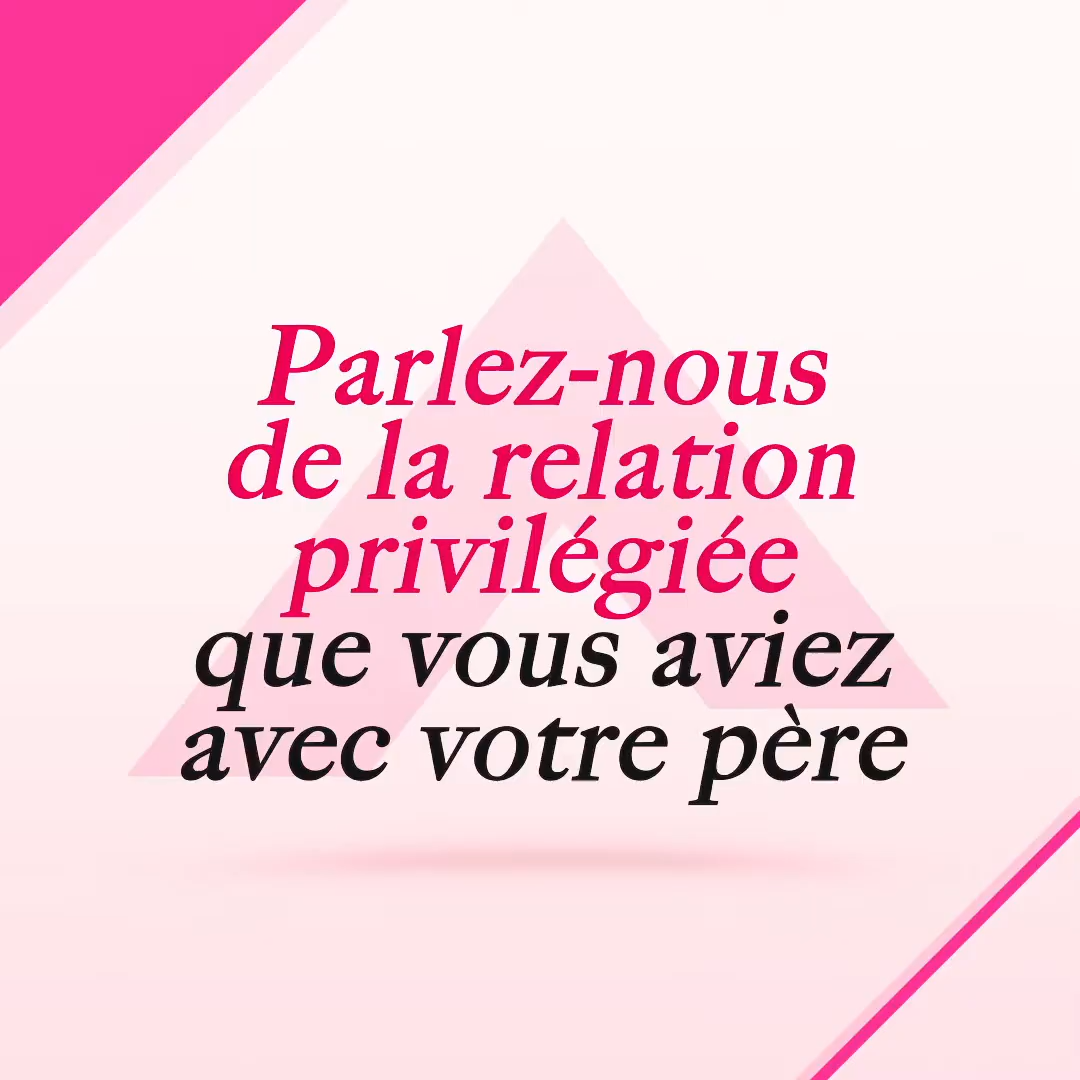 Parlez-nous
de la relation
privilégiée
que vous aviez
avec votre père